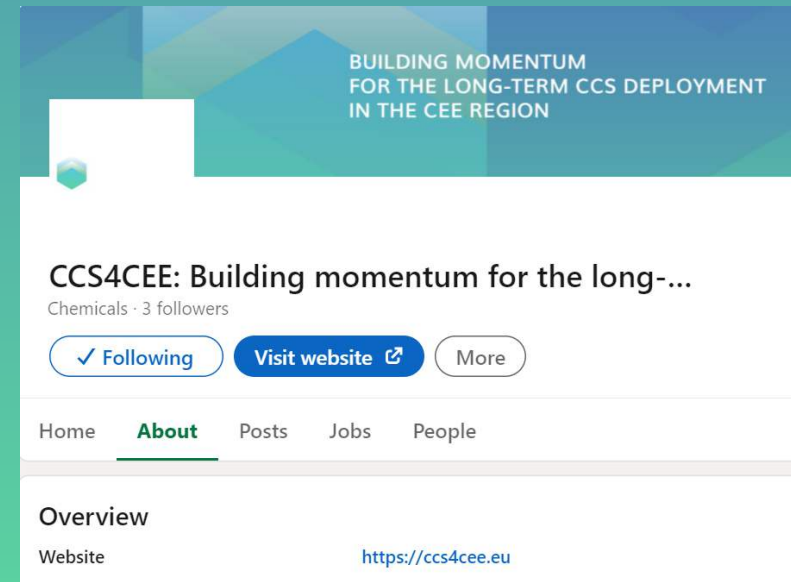 BUILDING MOMENTUM
FOR THE LONG-TERM CCS DEPLOYMENT
IN THE CEE REGION
CCS4CEE: Building momentum for the long-...
Chemicals · 3 followers
✓ Following Visit website More
Home About Posts Jobs People
Overview
Website https://ccs4cee.eu